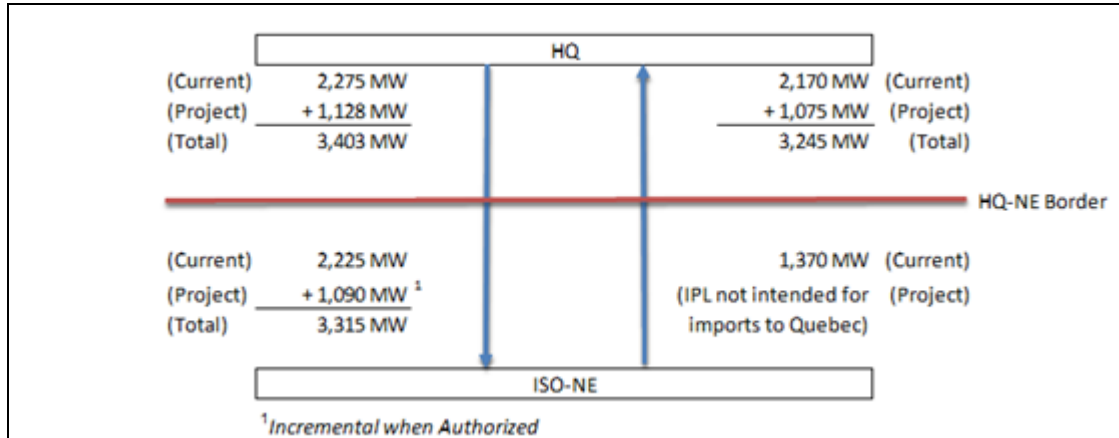 HQ
(Current) 2,275 MW 2,170 MW (Current)
(Project) + 1,128 MW + 1,075 MW (Project)
(Total) 3,403 MW 3,245 MW (Total)
HQ-NE Border
(Current) 2,225 MW 1,370 MW (Current)
(Project) + 1,090 MW 1 (IPL not intended for (Project)
(Total) 3,315 MW imports to Quebec)
ISO-NE
1Incremental when Authorized